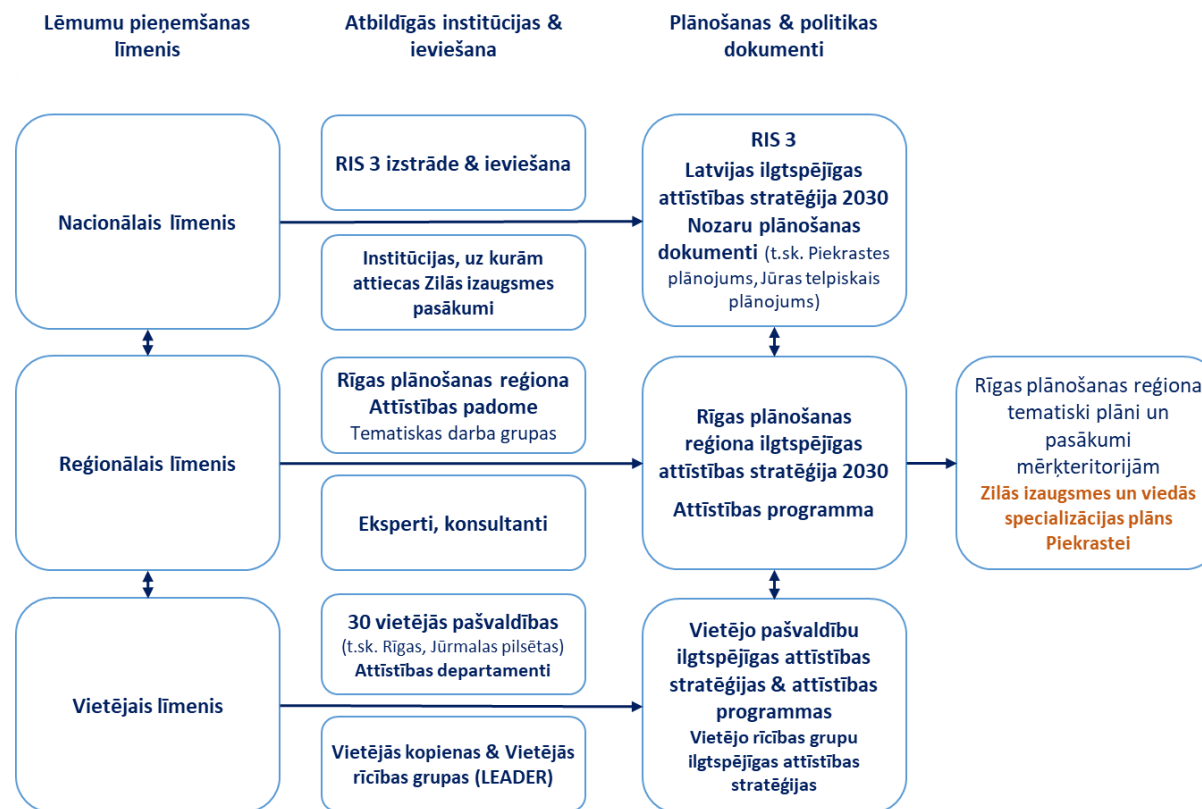 Lēmumu pieņemšanas
līmenis
Atbildīgās institūcijas &
ieviešana
Plānošanas & politikas
dokumenti
Nacionālais līmenis
RIS 3 izstrāde & ieviešana
Institūcijas, uz kurām
attiecas Zilās izaugsmes
pasākumi
RIS 3
Latvijas ilgtspējīgas
attīstības stratēģija 2030
Nozaru plānošanas
dokumenti (t.sk. Piekrastes
plānojums, Jūras telpiskais
plānojums)
Reģionālais līmenis
Rīgas plānošanas reģiona
Attīstības padome
Tematiskas darba grupas
Eksperti, konsultanti
Rīgas plānošanas
reģiona ilgtspējīgas
attīstības stratēģija 2030
Attīstības programma
Rīgas plānošanas reģiona
tematiski plāni un
pasākumi
mērķteritorijām
Zilās izaugsmes un viedās
specializācijas plāns
Piekrastei
Vietējais līmenis
30 vietējās pašvaldības
(t.sk. Rīgas, Jūrmalas pilsētas)
Attīstības departamenti
Vietējās kopienas & Vietējās
rīcības grupas (LEADER)
Vietējo pašvaldību
ilgtspējīgas attīstības
stratēģijas & attīstības
programmas
Vietējo rīcības grupu
ilgtspējīgas attīstības
stratēģijas